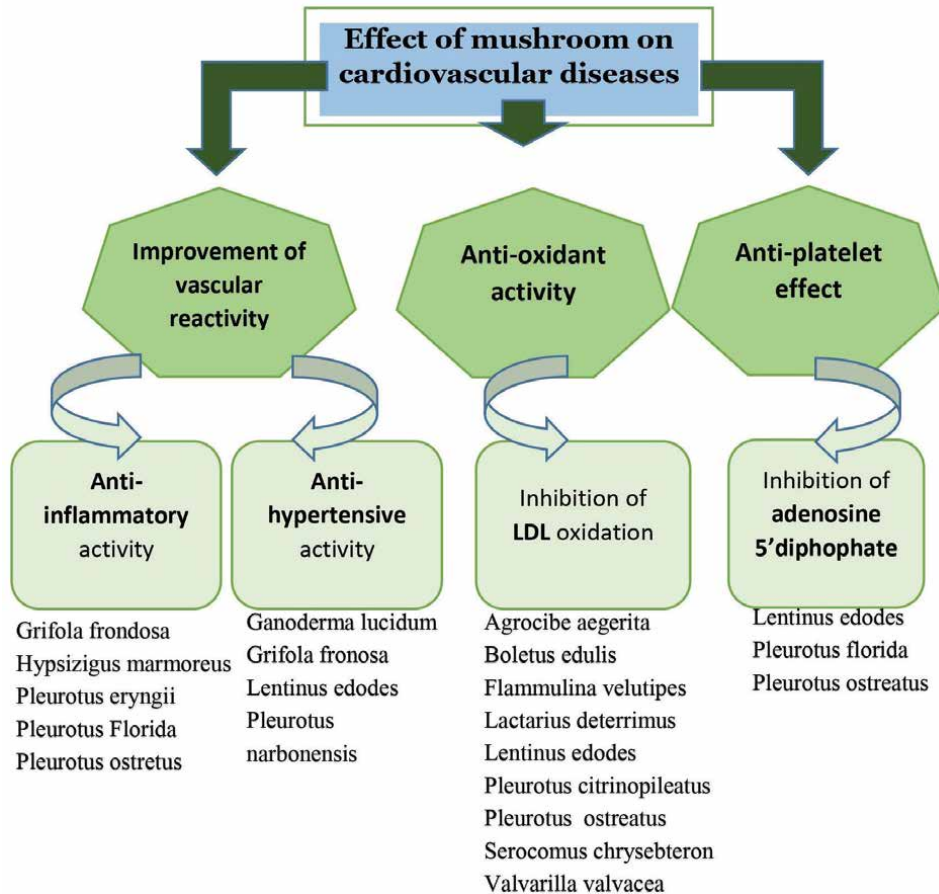 Effect of mushroom on
cardiovascular diseases
Improvement of
vascular
reactivity
Anti-oxidant
activity
Anti-platelet
effect
Anti-
inflammatory
activity
Anti-
hypertensive
activity
Inhibition of
LDL oxidation
Inhibition of
adenosine
5'diphophate
Grifola frondosa
Hypsizigus marmoreus
Pleurotus eryngii
Pleurotus Florida
Pleurotus ostretus
Ganoderma lucidum
Grifola fronosa
Lentinus edodes
Pleurotus
narbonensis
Agrocibe aegerita
Boletus edulis
Flammulina velutipes
Lactarius deterrimus
Lentinus edodes
Pleurotus citrinopileatus
Pleurotus ostreatus
Serocomus chrysebteron
Valvarilla valvacea
Lentinus edodes
Pleurotus florida
Pleurotus ostreatus